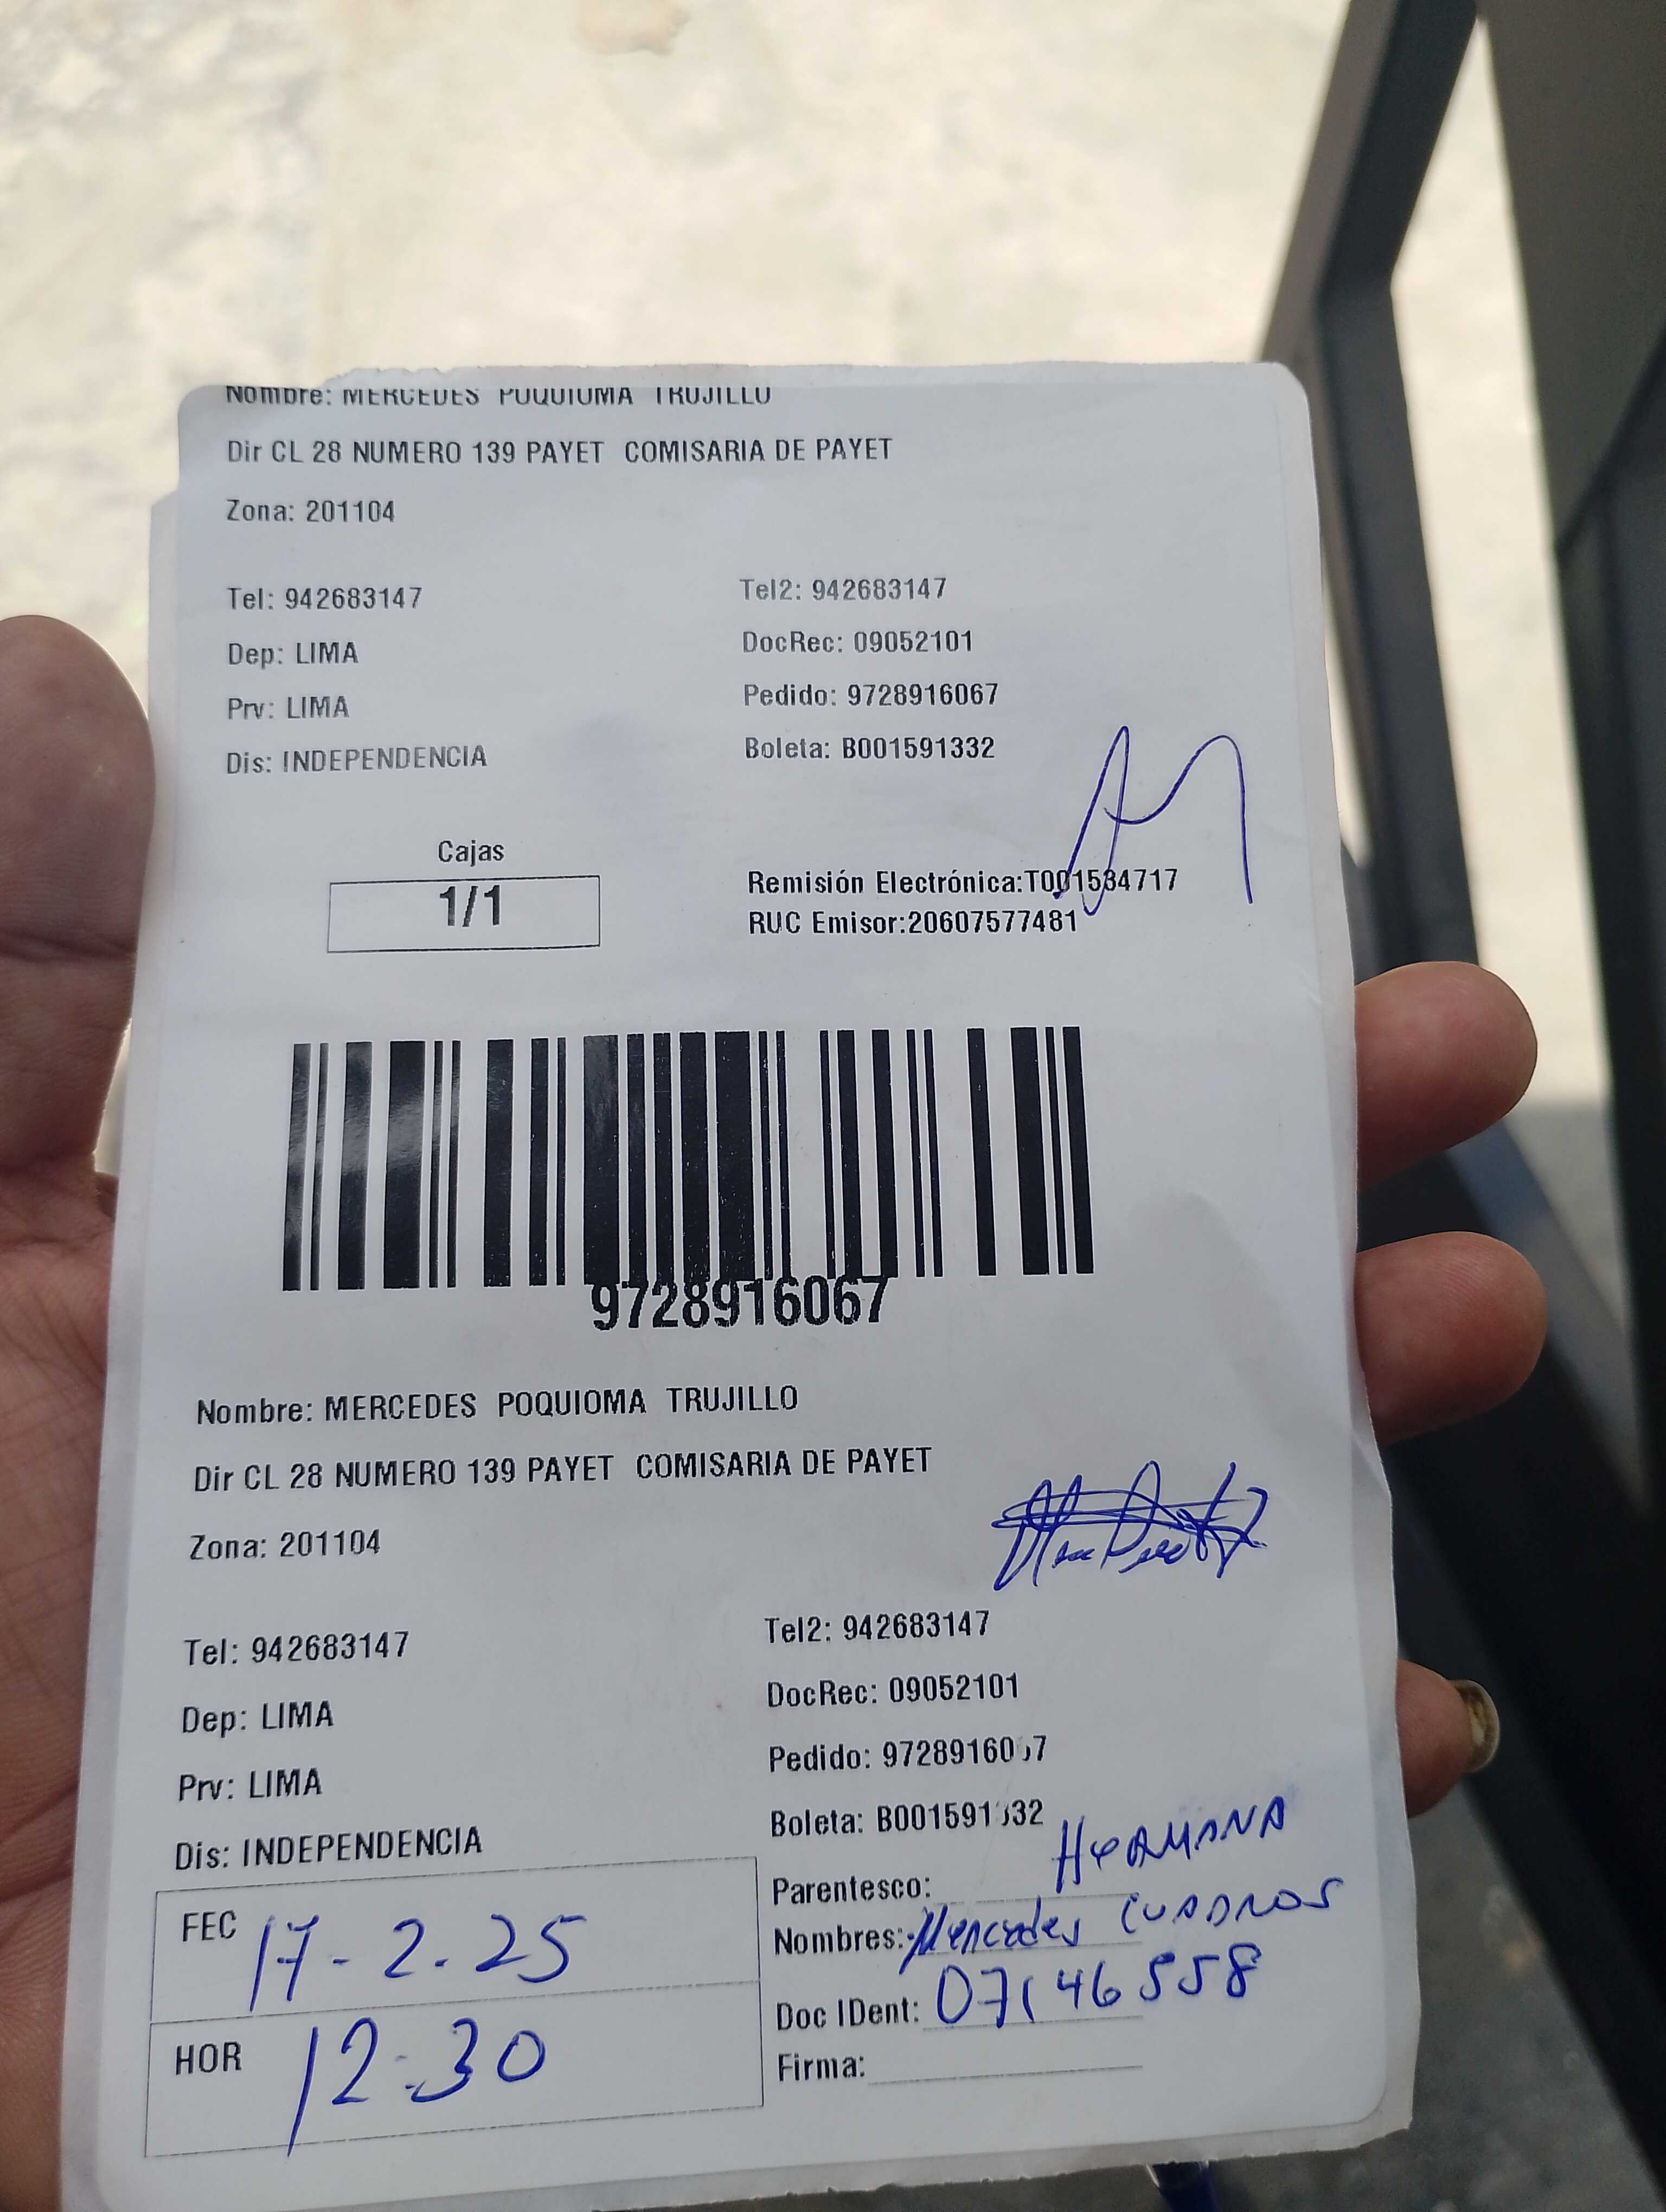 Nombre: MERCEDES POQUIOMA TRUJILLO
Dir CL 28 NUMERO 139 PAYET COMISARIA DE PAYET
Zona: 201104
Tel: 942683147 Tel2: 942683147
Dep: LIMA DocRec: 09052101
Prv: LIMA Pedido: 9728916067
Dis: INDEPENDENCIA Boleta: B001591332
Cajas
1/1
Remisión Electrónica:T001534717
RUC Emisor:20607577481
9728916067
Nombre: MERCEDES POQUIOMA TRUJILLO
Dir CL 28 NUMERO 139 PAYET COMISARIA DE PAYET
Zona: 201104
Tel: 942683147 Tel2: 942683147
Dep: LIMA DocRec: 09052101
Prv: LIMA Pedido: 9728916067
Dis: INDEPENDENCIA Boleta: B001591332
FEC 17-2-25
HOR 12:30
Parentesco: HERMANA
Nombres: Mercedes CUADROS
Doc IDent: 07146558
Firma: